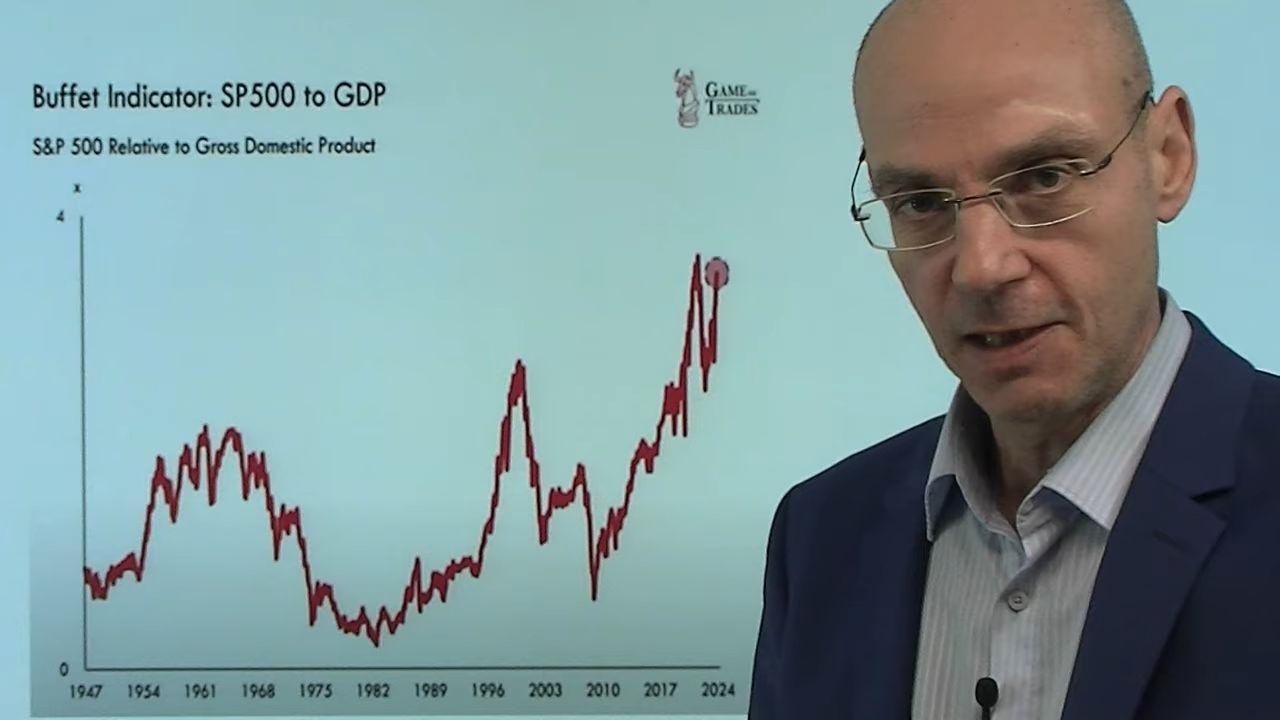 Buffet Indicator: SP500 to GDP
S&P 500 Relative to Gross Domestic Product
GAME OF
TRADES
x
4
0
1947 1954 1961 1968 1975 1982 1989 1996 2003 2010 2017 2024